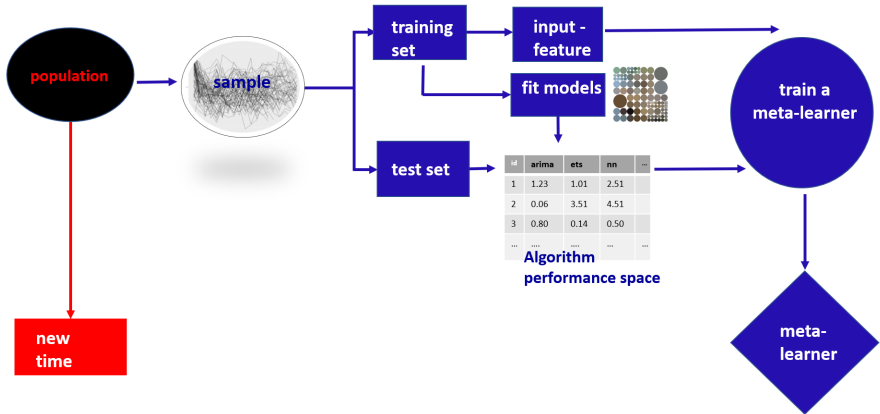 population
sample
training
set
input -
feature
fit models
train a
meta-learner
test set
id arima ets nn ...
1 1.23 1.01 2.51
2 0.06 3.51 4.51
3 0.80 0.14 0.50
... .... .... ... ...
Algorithm
performance space
new
time
meta-
learner